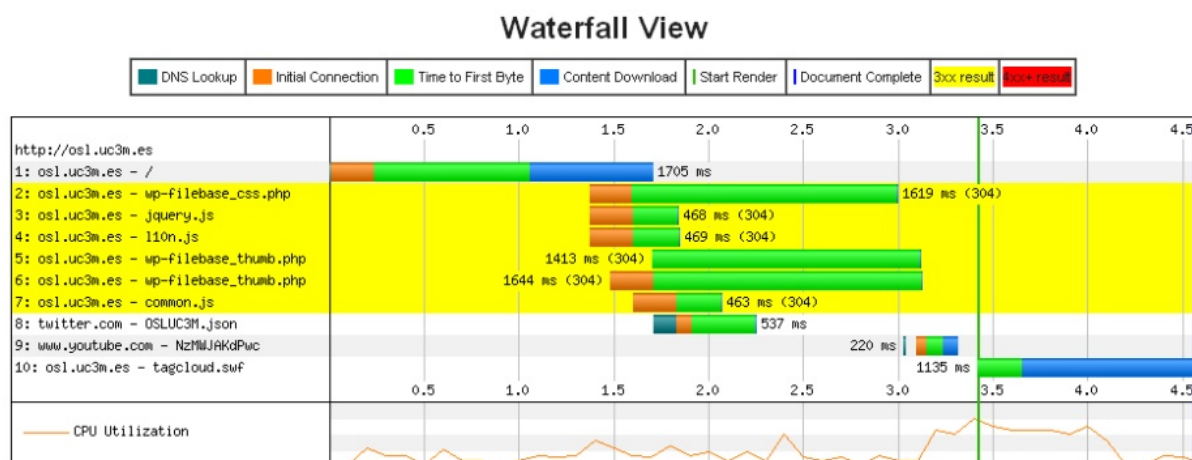 Waterfall View
DNS Lookup Initial Connection Time to First Byte Content Download Start Render Document Complete 3xx result 4xx+ result
0.5 1.0 1.5 2.0 2.5 3.0 3.5 4.0 4.5
http://osl.uc3m.es
1: osl.uc3m.es - / 1705 ms
2: osl.uc3m.es - wp-filebase_css.php 1619 ms (304)
3: osl.uc3m.es - jquery.js 468 ms (304)
4: osl.uc3m.es - l10n.js 469 ms (304)
5: osl.uc3m.es - wp-filebase_thumb.php 1413 ms (304)
6: osl.uc3m.es - wp-filebase_thumb.php 1644 ms (304)
7: osl.uc3m.es - common.js 463 ms (304)
8: twitter.com - OSLUC3M.json 537 ms
9: www.youtube.com - NzMWJAKdPwc 220 ms
10: osl.uc3m.es - tagcloud.swf 1135 ms
0.5 1.0 1.5 2.0 2.5 3.0 3.5 4.0 4.5
CPU Utilization